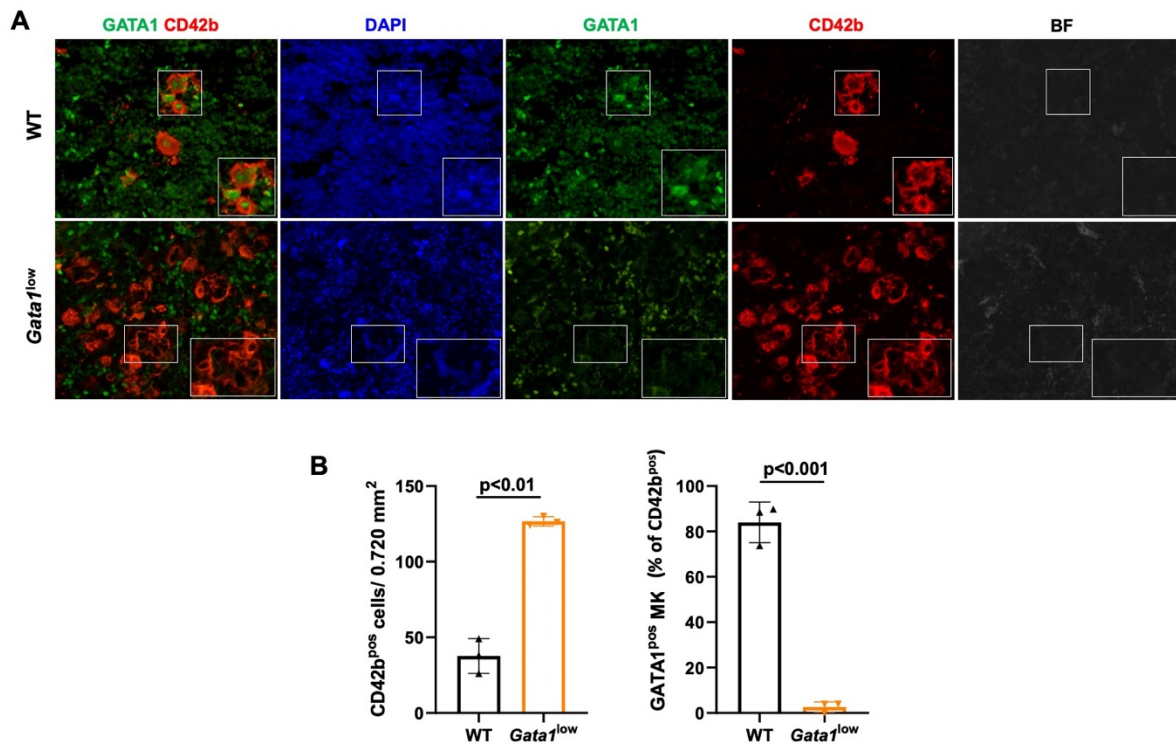 A
GATA1 CD42b DAPI GATA1 CD42b BF
WT
Gata1low
B
CD42bpos cells/ 0.720 mm2
150
100
50
0
p<0.01
WT Gata1low
GATA1pos MK (% of CD42bpos)
100
80
60
40
20
0
p<0.001
WT Gata1low